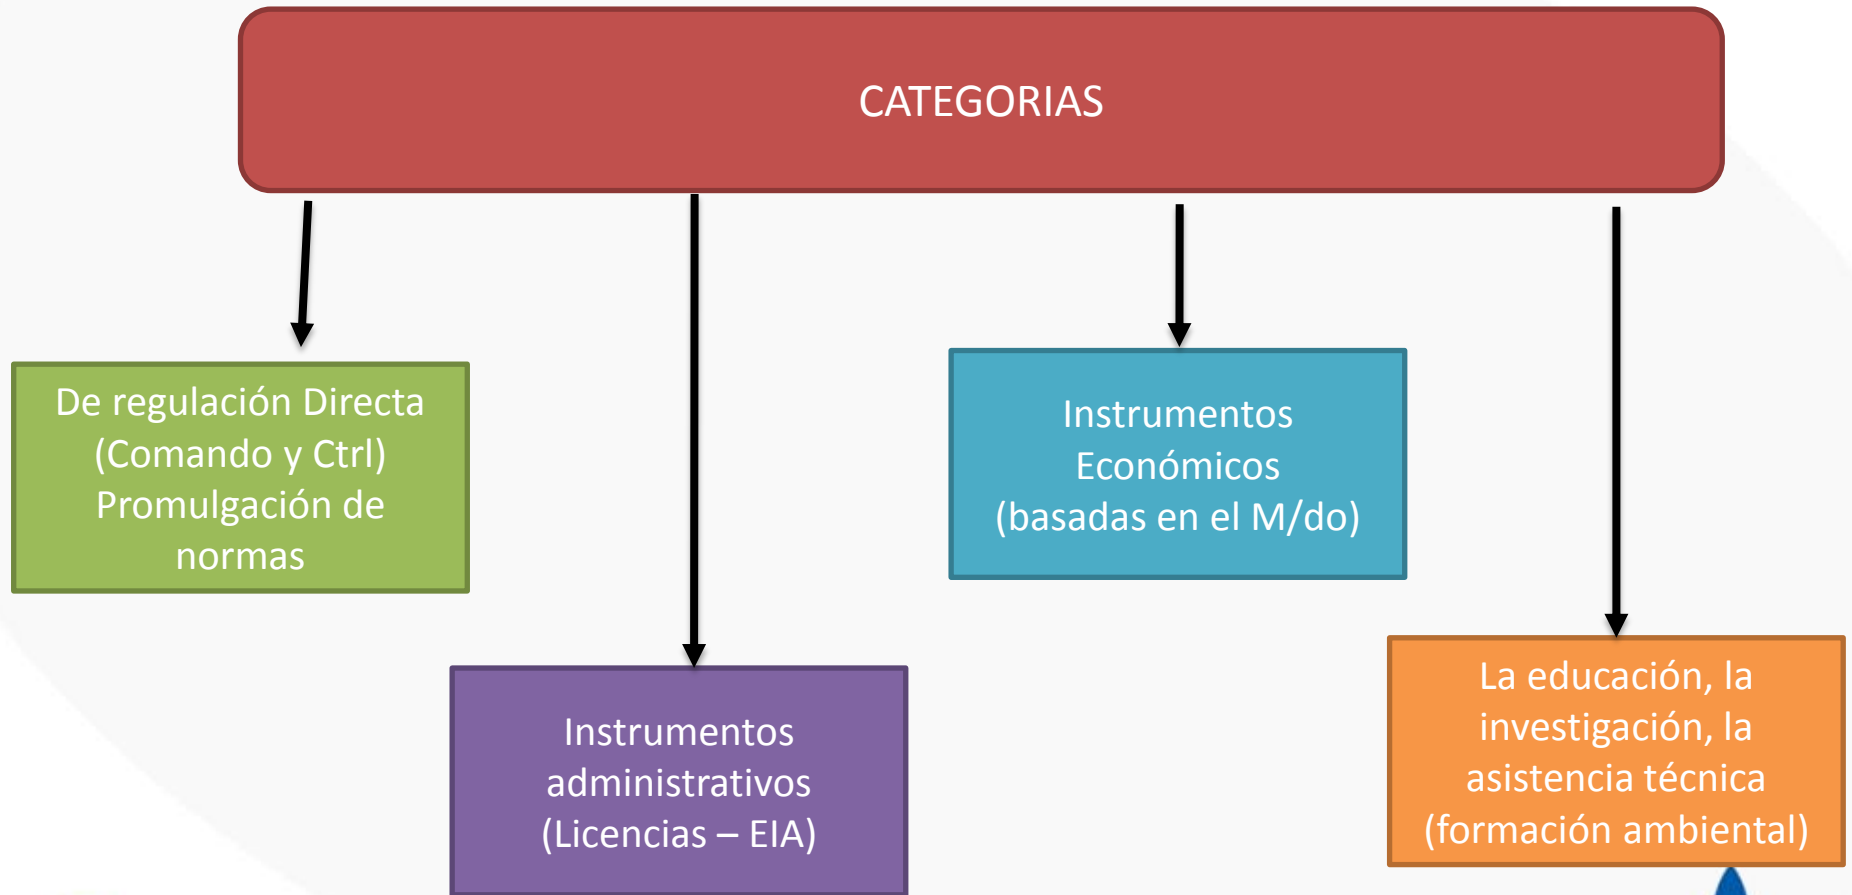 CATEGORIAS
De regulación Directa
(Comando y Ctrl)
Promulgación de
normas
Instrumentos
administrativos
(Licencias – EIA)
Instrumentos
Económicos
(basadas en el M/do)
La educación, la
investigación, la
asistencia técnica
(formación ambiental)